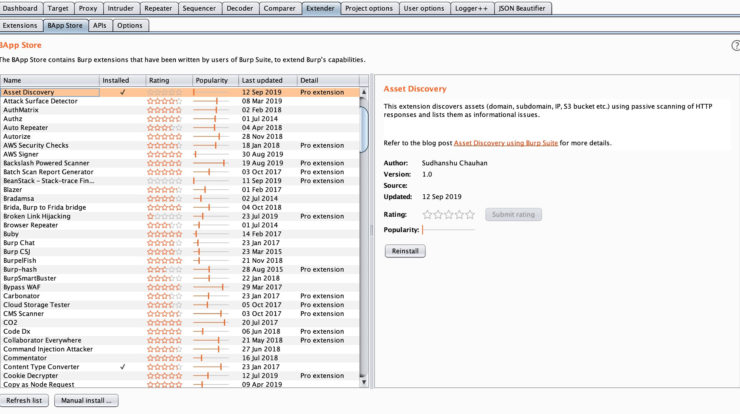 Dashboard Target Proxy Intruder Repeater Sequencer Decoder Comparer Extender Project options User options Logger++ JSON Beautifier
Extensions BApp Store APIs Options
BApp Store
?
The BApp Store contains Burp extensions that have been written by users of Burp Suite, to extend Burp's capabilities.
Name Installed Rating Popularity Last updated Detail
Asset Discovery ✓ 12 Sep 2019 Pro extension
Attack Surface Detector 08 Mar 2019
AuthMatrix 02 Feb 2018
Authz 01 Jul 2014
Auto Repeater 04 Apr 2018
Autorize 28 Nov 2018
AWS Security Checks 18 Jan 2018 Pro extension
AWS Signer 30 Aug 2019
Backslash Powered Scanner 19 Aug 2019 Pro extension
Batch Scan Report Generator 03 Oct 2017 Pro extension
BeanStack - Stack-trace Fin... 11 Sep 2019 Pro extension
Blazer 01 Feb 2017
Bradamsa 02 Jul 2014
Brida, Burp to Frida bridge 04 Oct 2018
Broken Link Hijacking 23 Jul 2019 Pro extension
Browser Repeater 01 Jul 2014
Buby 14 Feb 2017
Burp Chat 23 Jan 2017
Burp CSJ 23 Mar 2015
BurpelFish 21 Nov 2018
Burp-hash 28 Aug 2015 Pro extension
BurpSmartBuster 22 Jan 2018
Bypass WAF 29 Mar 2017
Carbonator 23 Jan 2017 Pro extension
Cloud Storage Tester 05 Oct 2017 Pro extension
CMS Scanner 03 Oct 2017 Pro extension
CO2 20 Jul 2017
Code Dx 06 Jun 2018 Pro extension
Collaborator Everywhere 21 May 2018 Pro extension
Command Injection Attacker 27 Jun 2018
Commentator 16 Jul 2018
Content Type Converter ✓ 23 Jan 2017
Cookie Decrypter 12 Jul 2019 Pro extension
Copy as Node Request 09 Apr 2019
Refresh list Manual install ...
Asset Discovery
This extension discovers assets (domain, subdomain, IP, S3 bucket etc.) using passive scanning of HTTP
responses and lists them as informational issues.
Refer to the blog post Asset Discovery using Burp Suite for more details.
Author: Sudhanshu Chauhan
Version: 1.0
Source:
Updated: 12 Sep 2019
Rating: Submit rating
Popularity:
Reinstall